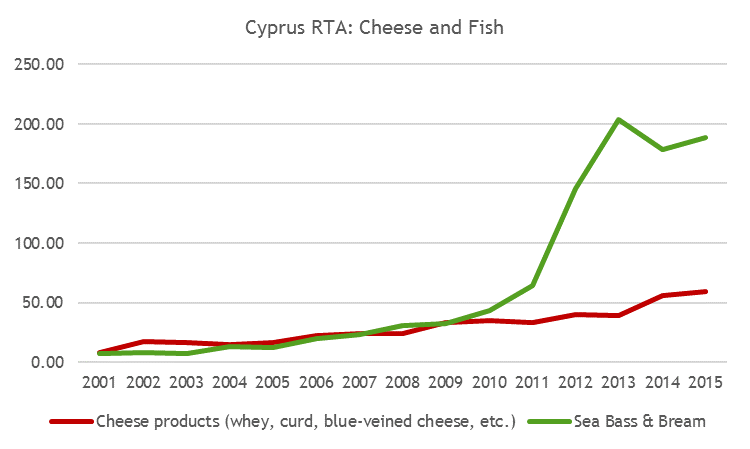 Cyprus RTA: Cheese and Fish
250.00
200.00
150.00
100.00
50.00
0.00
2001 2002 2003 2004 2005 2006 2007 2008 2009 2010 2011 2012 2013 2014 2015
Cheese products (whey, curd, blue-veined cheese, etc.) Sea Bass & Bream